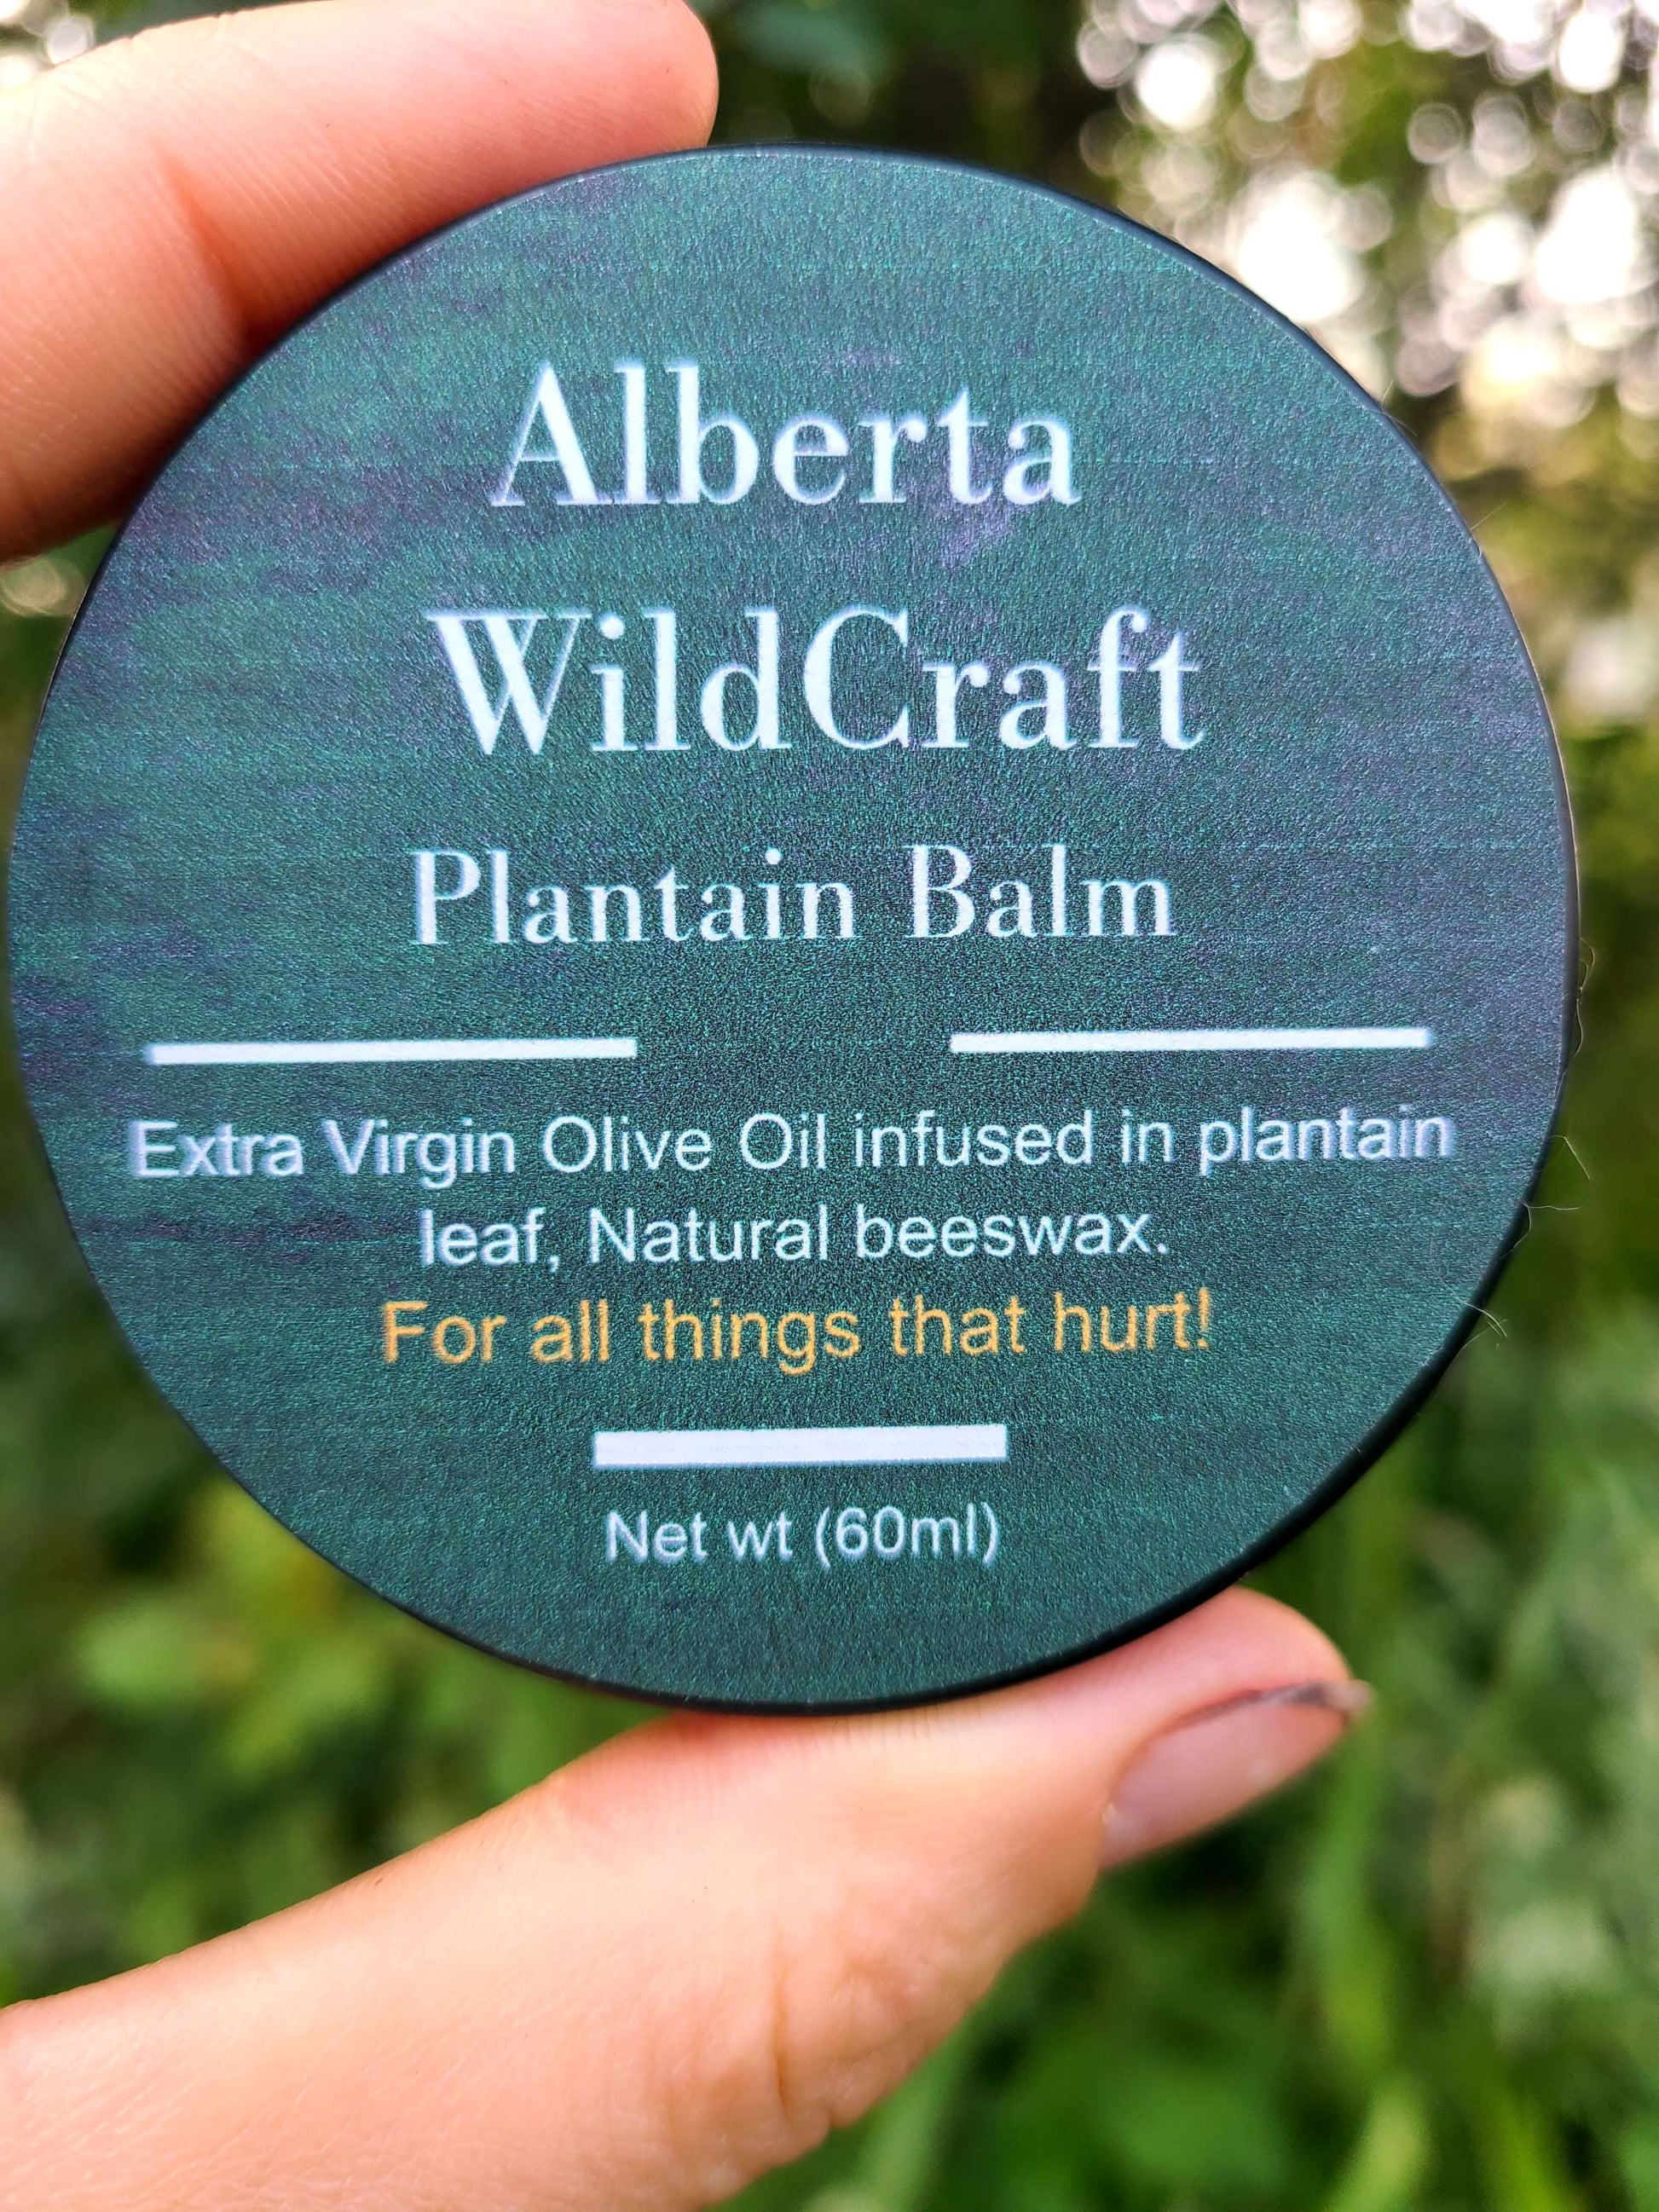 Alberta
WildCraft
Plantain Balm
Extra Virgin Olive Oil infused in plantain
leaf, Natural beeswax.
For all things that hurt!
Net wt (60ml)